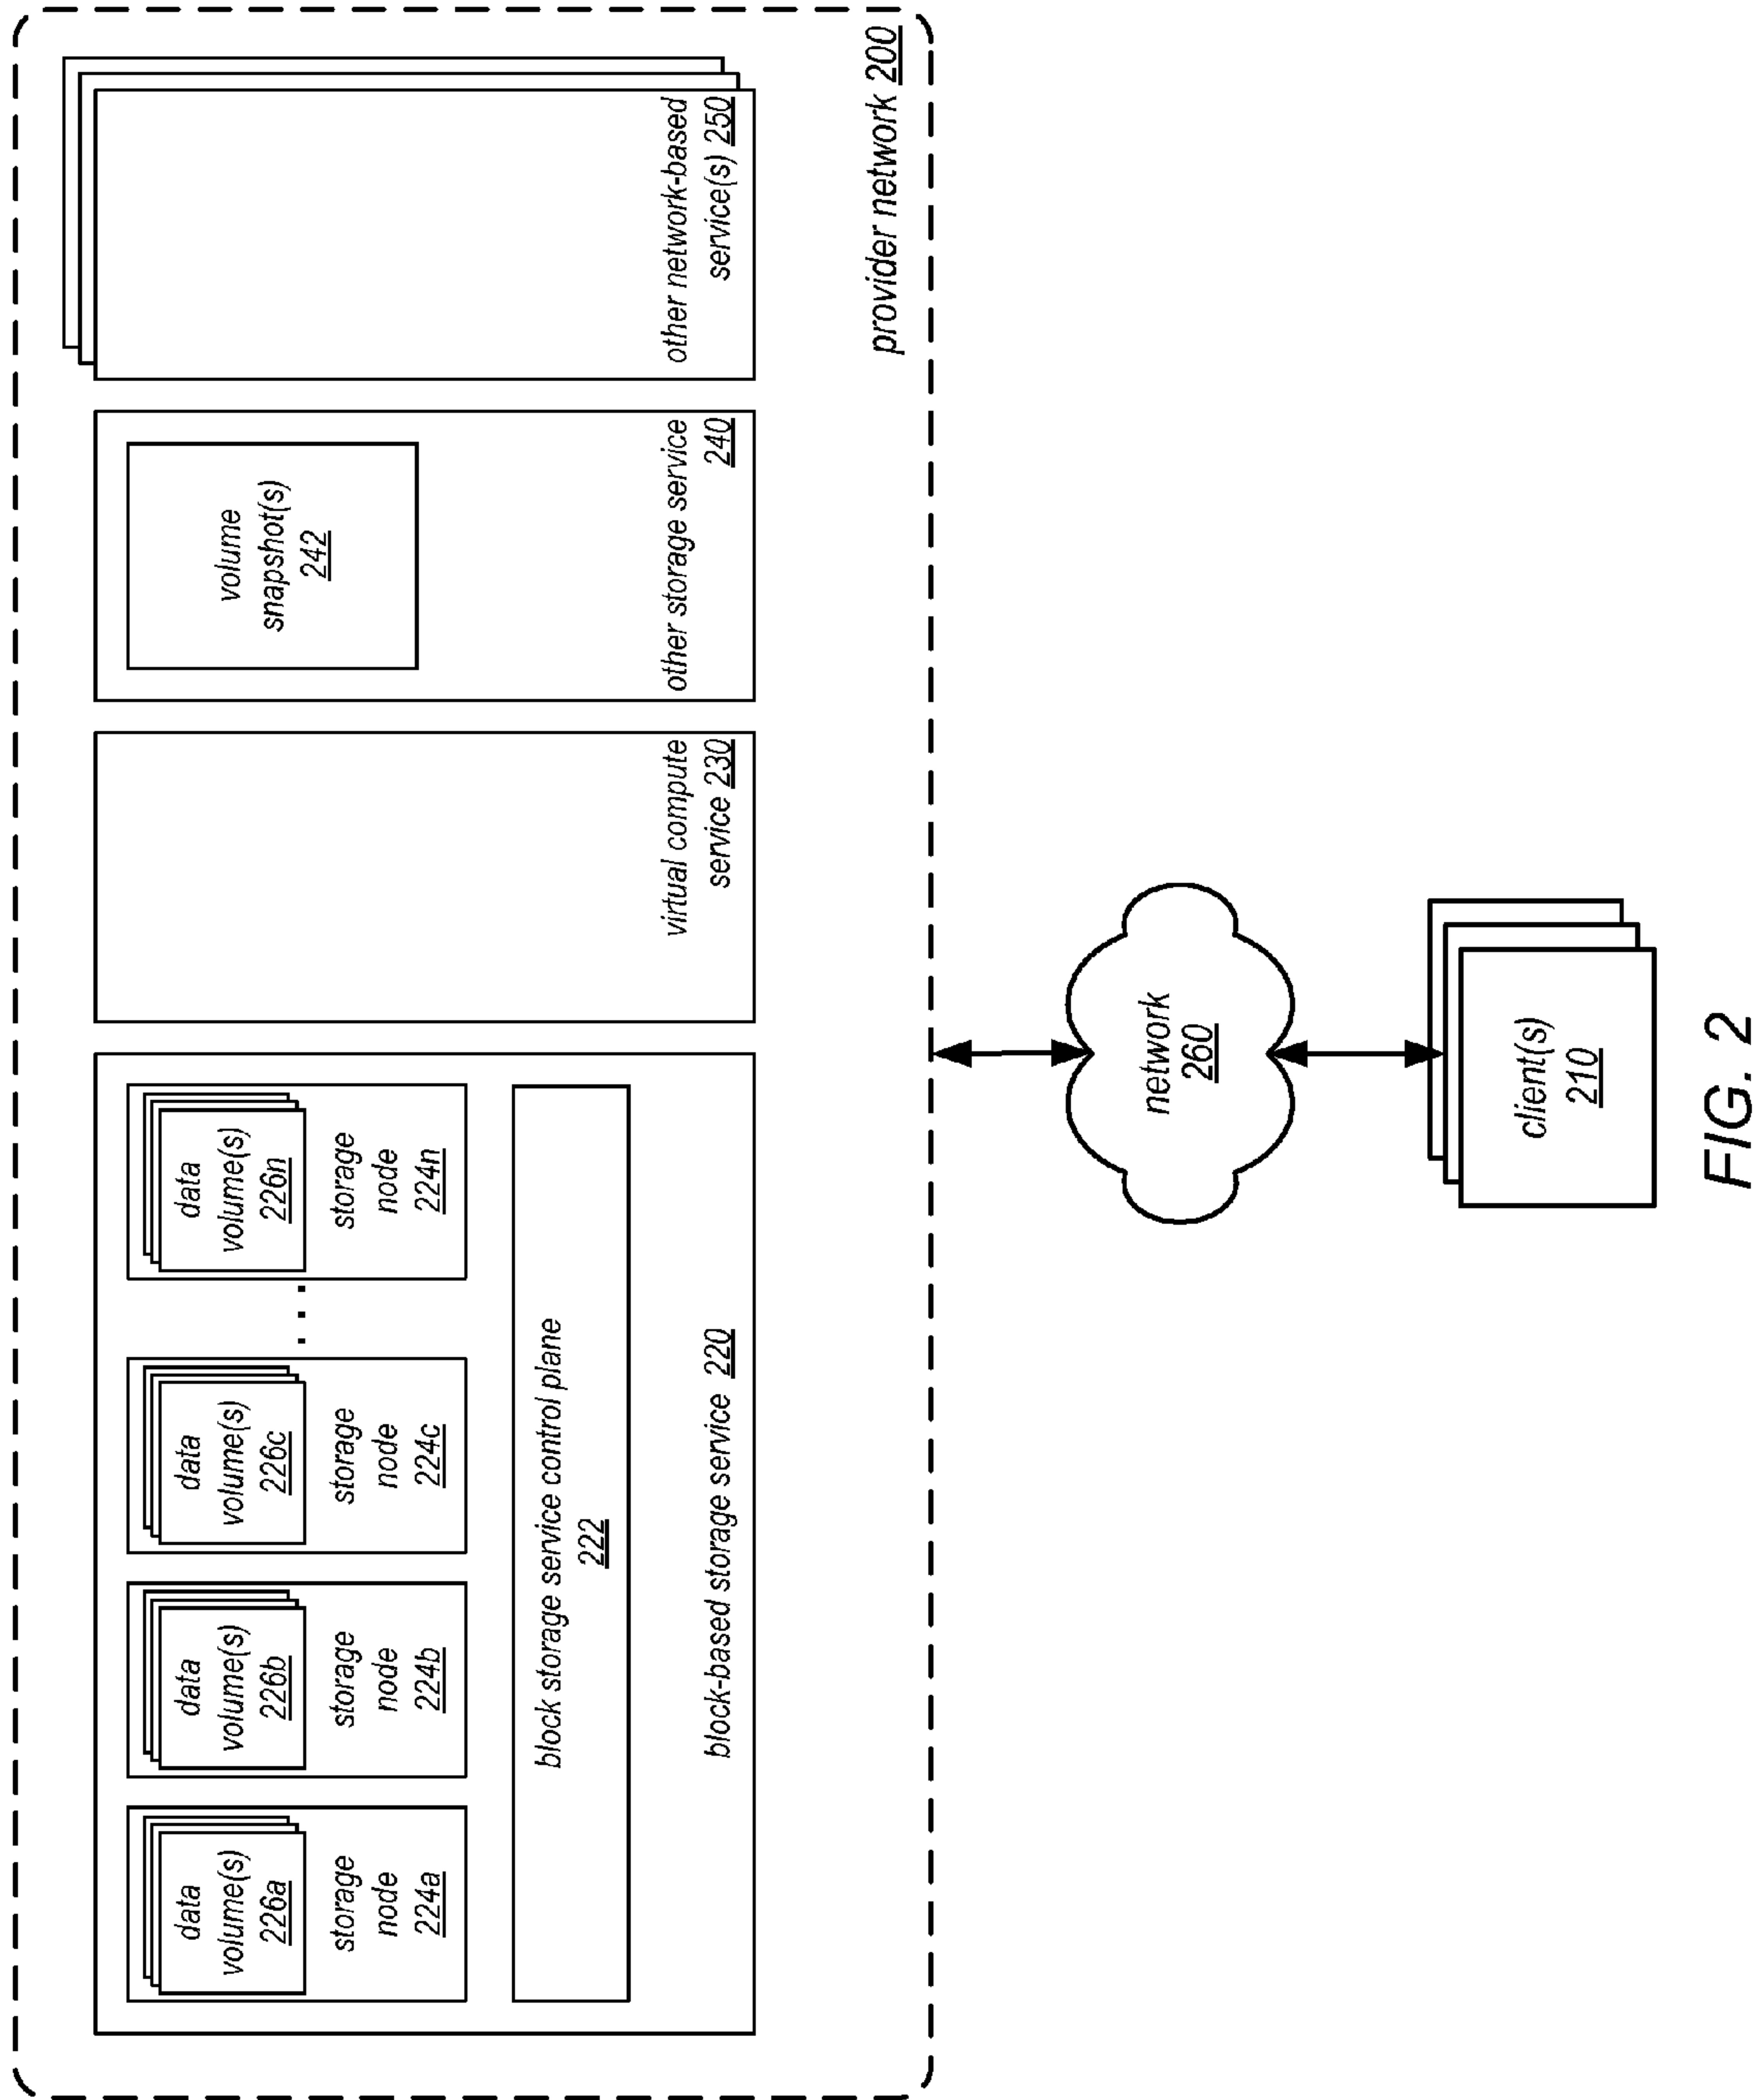 data
volume(s)
226a
storage
node
224a
data
volume(s)
226b
storage
node
224b
data
volume(s)
226c
storage
node
224c
. . .
data
volume(s)
226n
storage
node
224n
block storage service control plane
222
block-based storage service 220
virtual compute
service 230
volume
snapshot(s)
242
other storage service
240
other network-based
service(s) 250
provider network 200
network
260
client(s)
210
FIG. 2